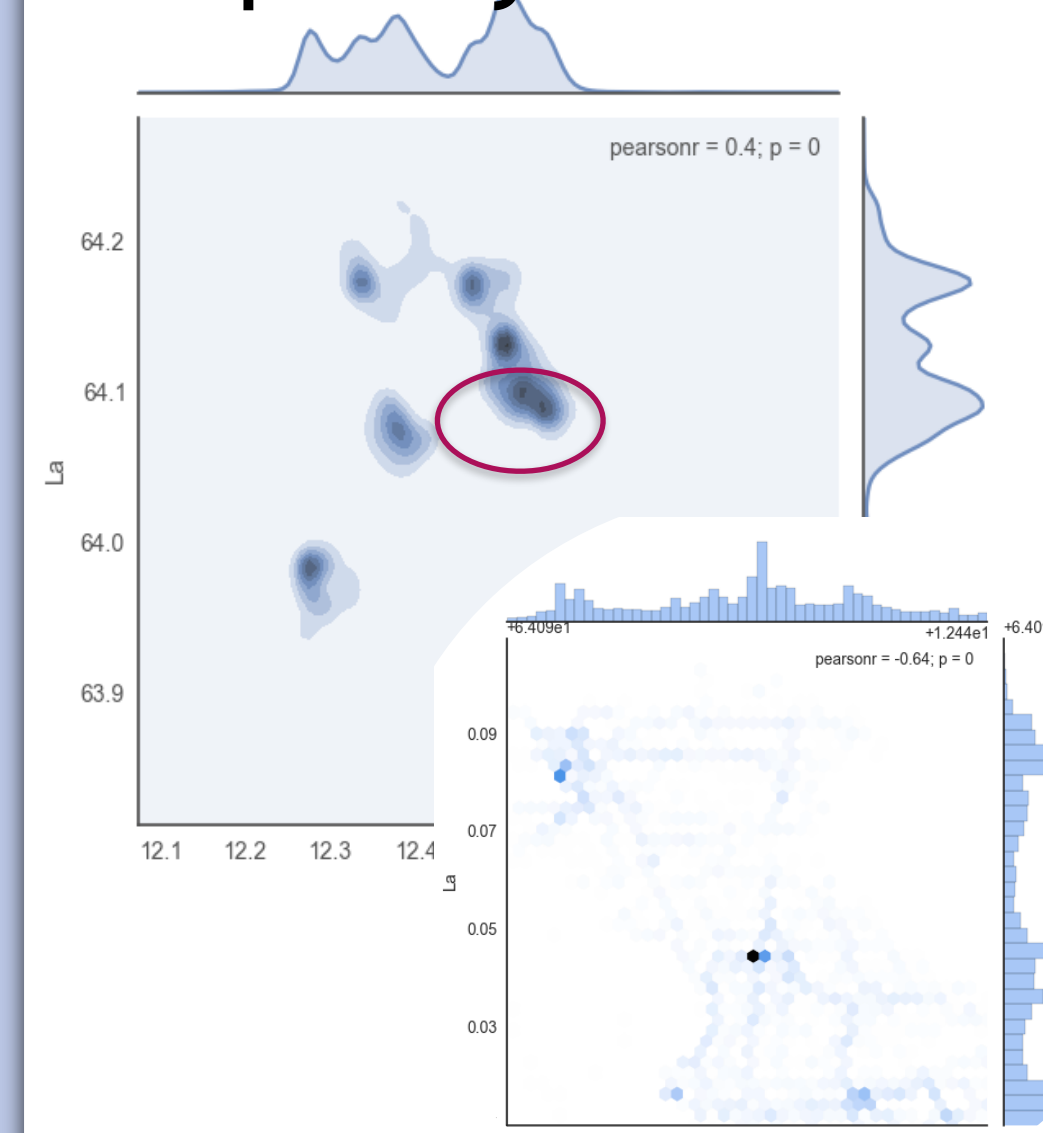 pearsonr = 0.4; p = 0
64.2
64.1
La
64.0
63.9
12.1 12.2 12.3 12.4
+6.409e1
+1.244e1
+6.40
pearsonr = -0.64; p = 0
0.09
0.07
La
0.05
0.03